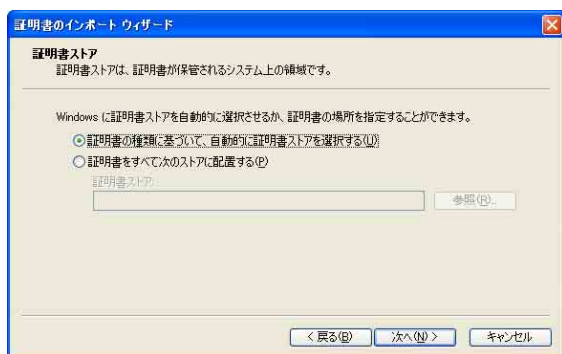 証明書のインポート ウィザード
証明書ストア
証明書ストアは、証明書が保管されるシステム上の領域です。
Windows に証明書ストアを自動的に選択させるか、証明書の場所を指定することができます。
証明書の種類に基づいて、自動的に証明書ストアを選択する(U)
証明書をすべて次のストアに配置する(P)
証明書ストア:
参照(R)...
< 戻る(B)
次へ(N) >
キャンセル